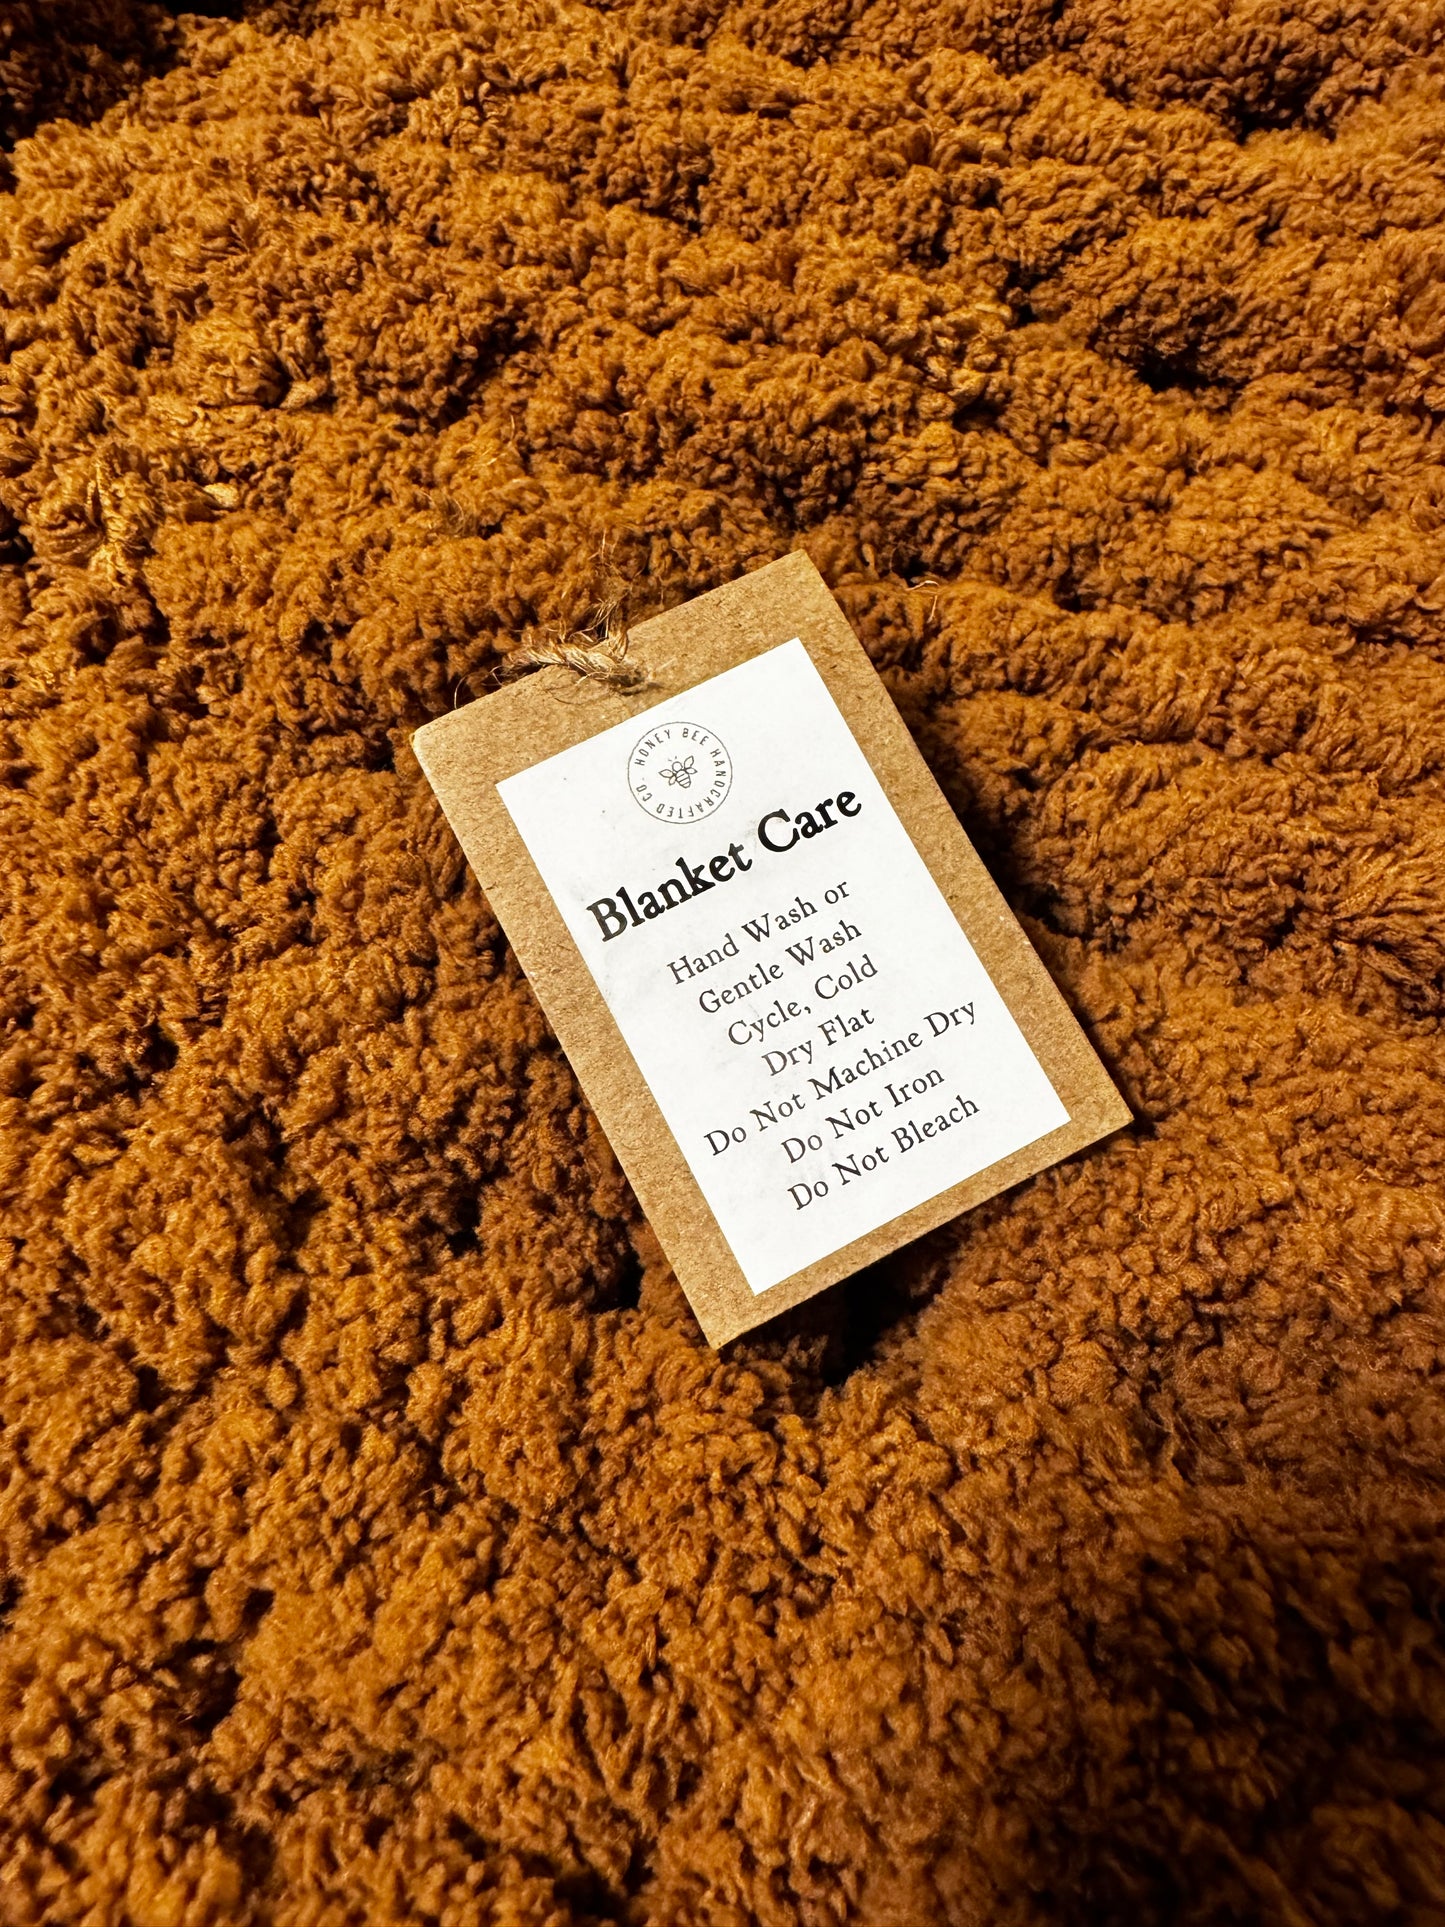 HONEY BEE HANDCRAFTED CO.
Blanket Care
Hand Wash or
Gentle Wash
Cycle, Cold
Dry Flat
Do Not Machine Dry
Do Not Iron
Do Not Bleach